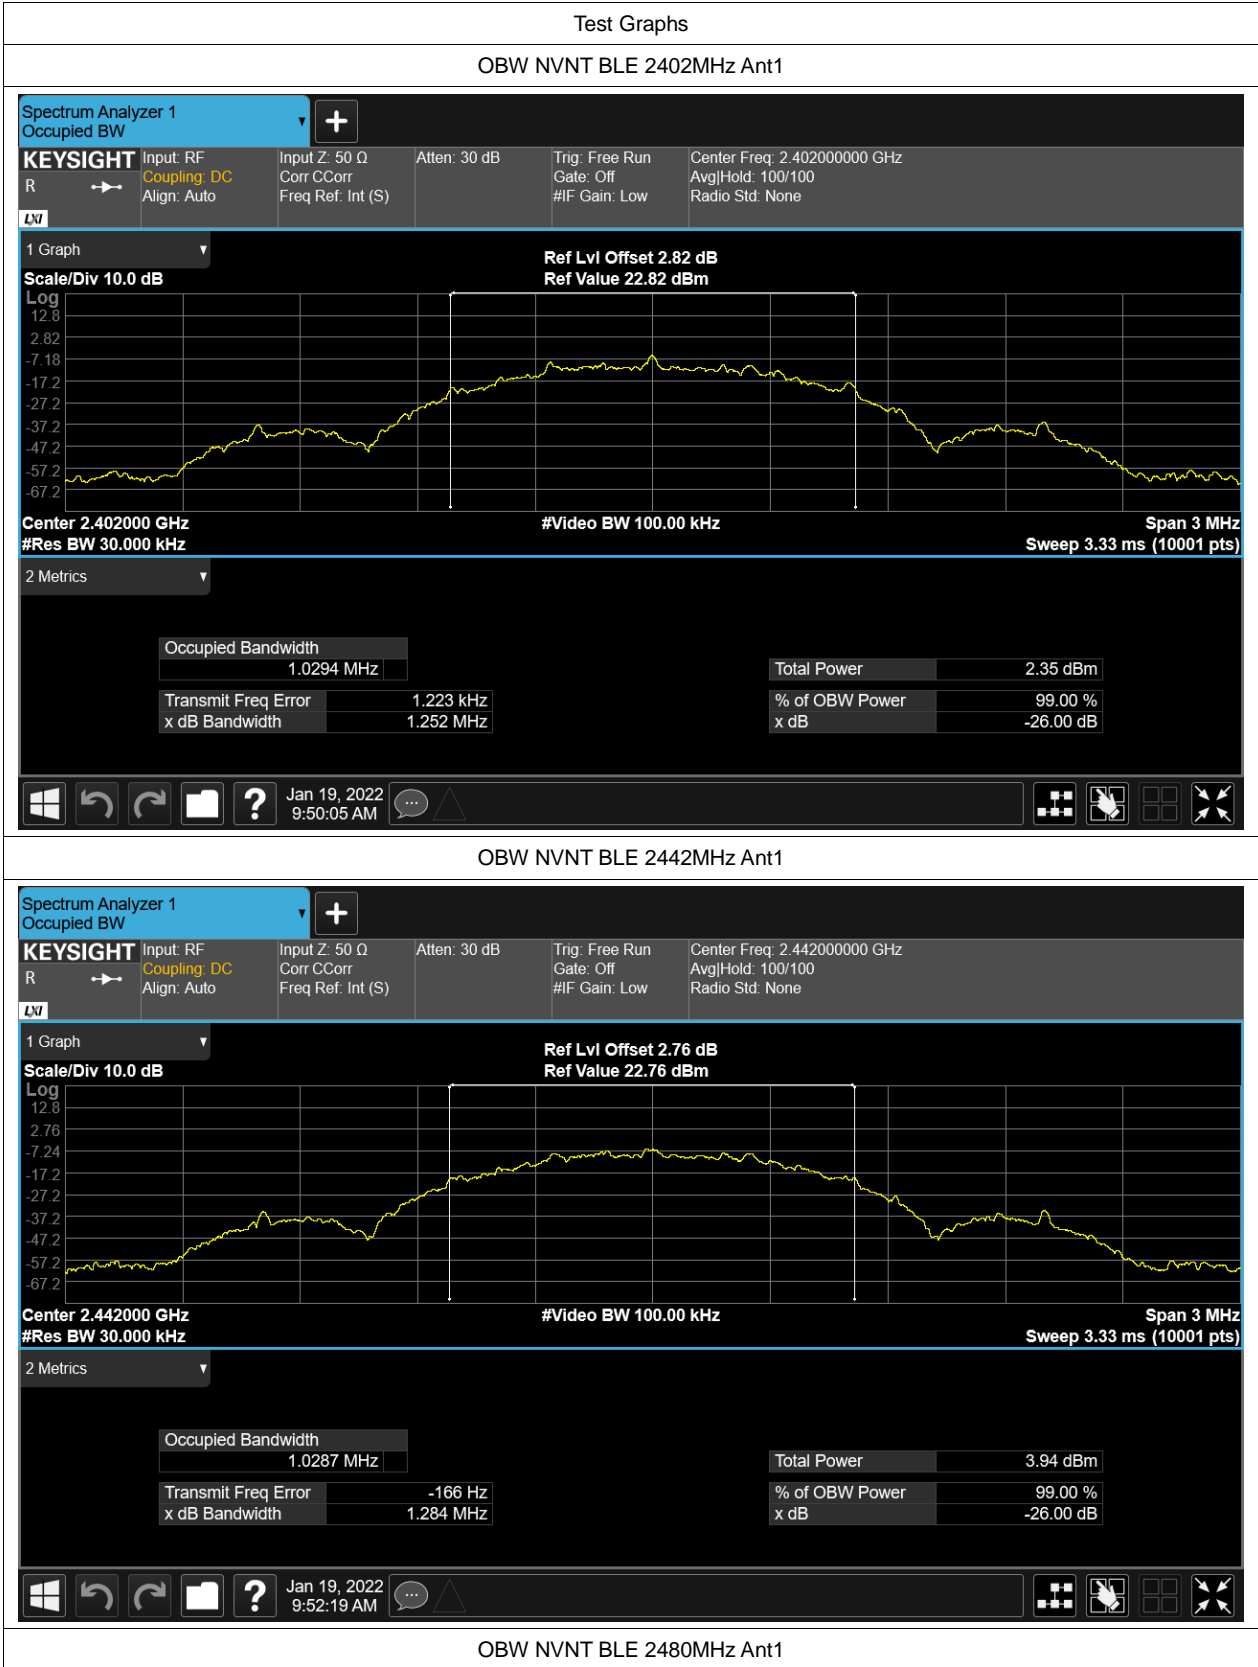 Test Graphs
OBW NVNT BLE 2402MHz Ant1
Spectrum Analyzer 1
Occupied BW
KEYSIGHT Input: RF Input Z: 50 Ω Atten: 30 dB Trig: Free Run Center Freq: 2.402000000 GHz
R Coupling: DC Corr CCorr Gate: Off Avg|Hold: 100/100
Align: Auto Freq Ref: Int (S) #IF Gain: Low Radio Std: None
LXI
1 Graph
Ref Lvl Offset 2.82 dB
Scale/Div 10.0 dB Ref Value 22.82 dBm
Log
12.8
2.82
-7.18
-17.2
-27.2
-37.2
-47.2
-57.2
-67.2
Center 2.402000 GHz #Video BW 100.00 kHz Span 3 MHz
#Res BW 30.000 kHz Sweep 3.33 ms (10001 pts)
2 Metrics
Occupied Bandwidth
1.0294 MHz Total Power 2.35 dBm
Transmit Freq Error 1.223 kHz % of OBW Power 99.00 %
x dB Bandwidth 1.252 MHz x dB -26.00 dB
Jan 19, 2022
9:50:05 AM
OBW NVNT BLE 2442MHz Ant1
Spectrum Analyzer 1
Occupied BW
KEYSIGHT Input: RF Input Z: 50 Ω Atten: 30 dB Trig: Free Run Center Freq: 2.442000000 GHz
R Coupling: DC Corr CCorr Gate: Off Avg|Hold: 100/100
Align: Auto Freq Ref: Int (S) #IF Gain: Low Radio Std: None
LXI
1 Graph
Ref Lvl Offset 2.76 dB
Scale/Div 10.0 dB Ref Value 22.76 dBm
Log
12.8
2.76
-7.24
-17.2
-27.2
-37.2
-47.2
-57.2
-67.2
Center 2.442000 GHz #Video BW 100.00 kHz Span 3 MHz
#Res BW 30.000 kHz Sweep 3.33 ms (10001 pts)
2 Metrics
Occupied Bandwidth
1.0287 MHz Total Power 3.94 dBm
Transmit Freq Error -166 Hz % of OBW Power 99.00 %
x dB Bandwidth 1.284 MHz x dB -26.00 dB
Jan 19, 2022
9:52:19 AM
OBW NVNT BLE 2480MHz Ant1